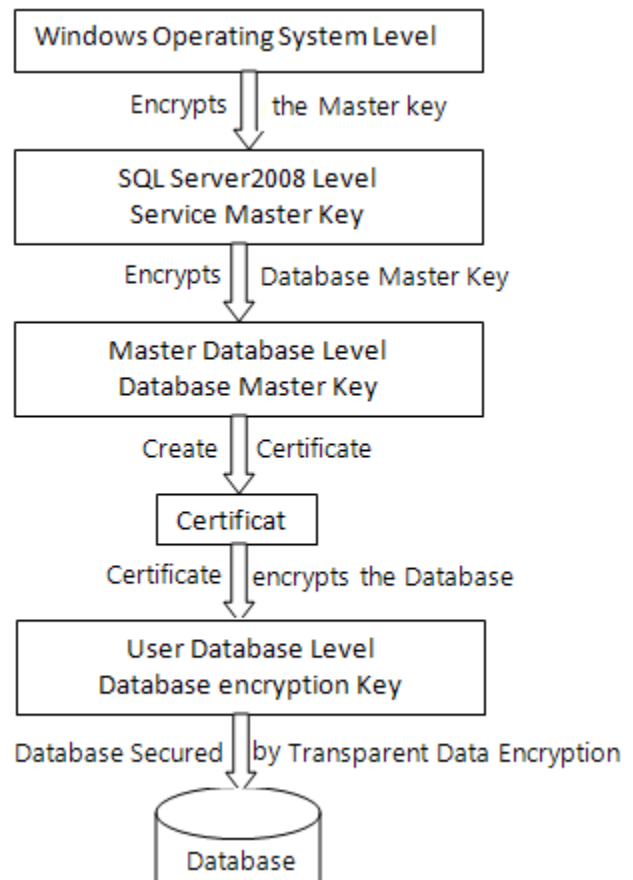 Windows Operating System Level
Encrypts the Master key
SQL Server2008 Level
Service Master Key
Encrypts Database Master Key
Master Database Level
Database Master Key
Create Certificate
Certificat
Certificate encrypts the Database
User Database Level
Database encryption Key
Database Secured by Transparent Data Encryption
Database